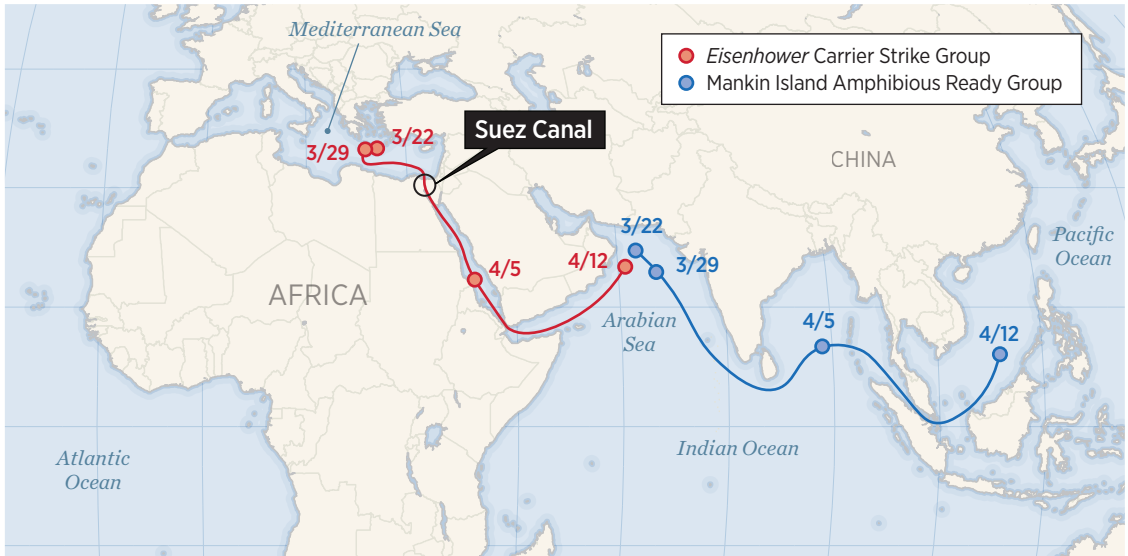 Mediterranean Sea
Eisenhower Carrier Strike Group
Mankin Island Amphibious Ready Group
3/22
3/29
Suez Canal
CHINA
3/22
Pacific
Ocean
4/5
4/12
3/29
AFRICA
Arabian
Sea
4/5
4/12
Indian Ocean
Atlantic
Ocean